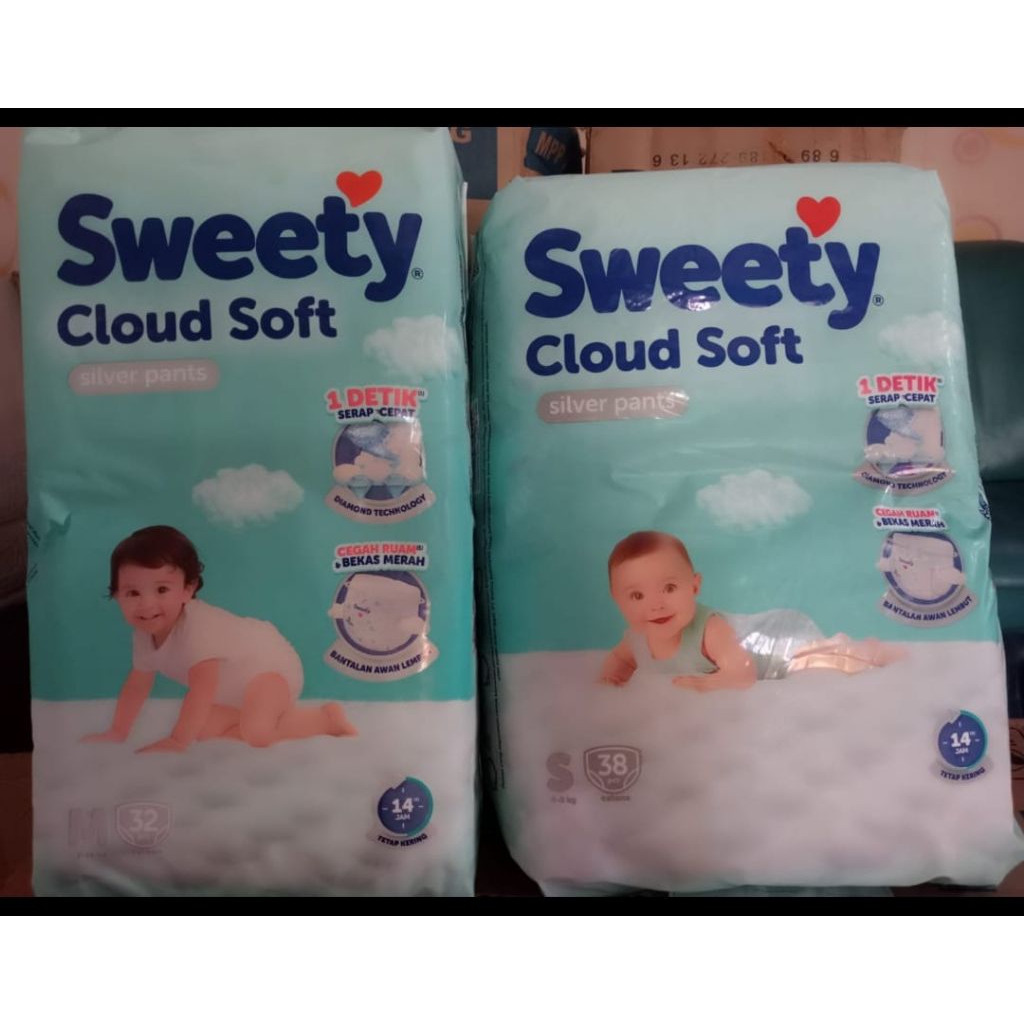 Sweety
®
Cloud Soft
silver pants
1 DETIK
SERAP CEPAT
DIAMOND TECHNOLOGY
CEGAH RUAM
& BEKAS MERAH
Sweety
BANTALAN AWAN
14
JAM
TETAP KERING
M
32
Sweety
®
Cloud Soft
silver pants
1 DETIK
SERAP CEPAT
DIAMOND TECHNOLOGY
CEGAH RUAM
& BEKAS MERAH
BANTALAN AWAN LEMBUT
14
JAM
TETAP KERING
S
38
MPP